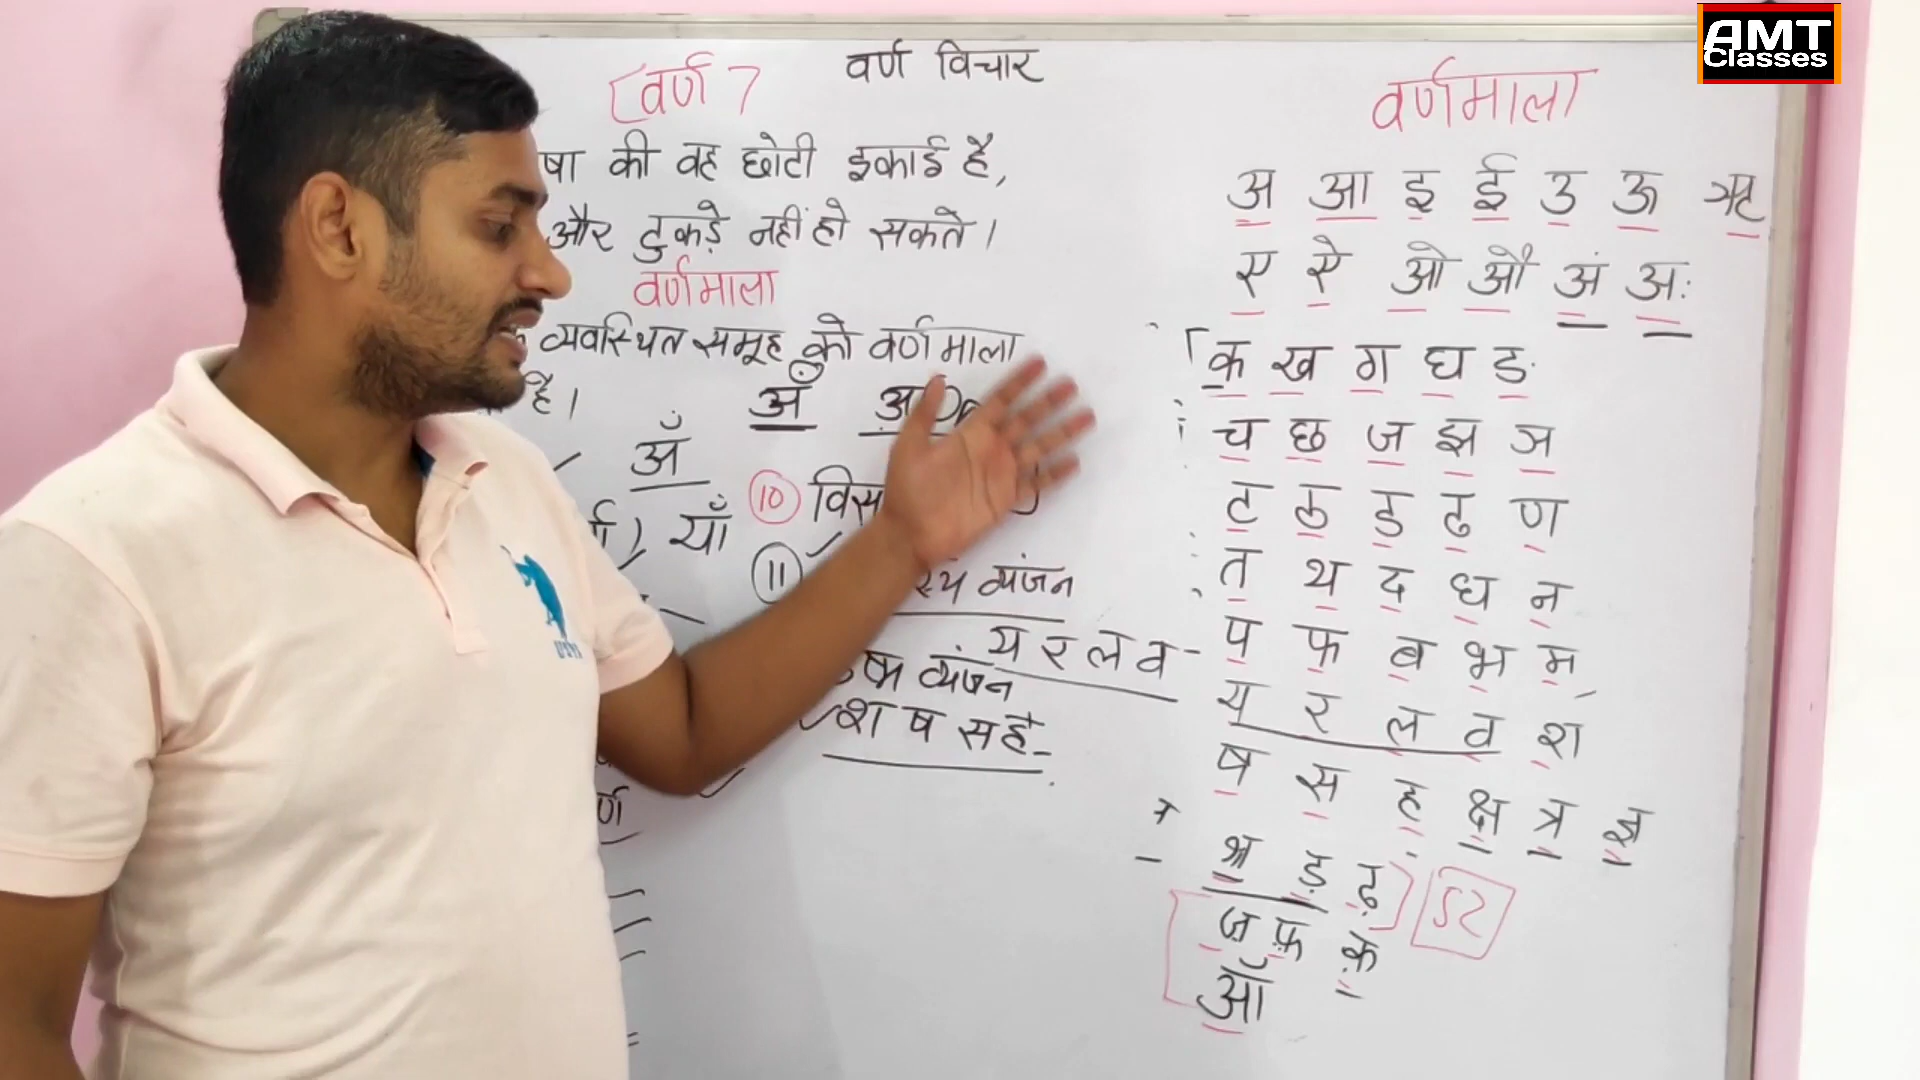 AMT
Classes
वर्ण विचार
[वर्ण]
षा की वह छोटी इकाई है,
और टुकड़े नहीं हो सकते।
वर्णमाला
व्यवस्थित समूह को वर्णमाला
है।
अँ
अं
याँ
10
11
व्यंजन
य र ल व
व्यंजन
श ष स ह
वर्णमाला
अ आ इ ई उ ऊ ऋ
ए ऐ ओ औ अं अः
क ख ग घ ङ
च छ ज झ ञ
ट ठ ड ढ ण
त थ द ध न
प फ ब भ म
य र ल व श
ष स ह क्ष त्र ज्ञ
श्र ड़ ढ़ 52
ज़ फ़ क़
ऑ